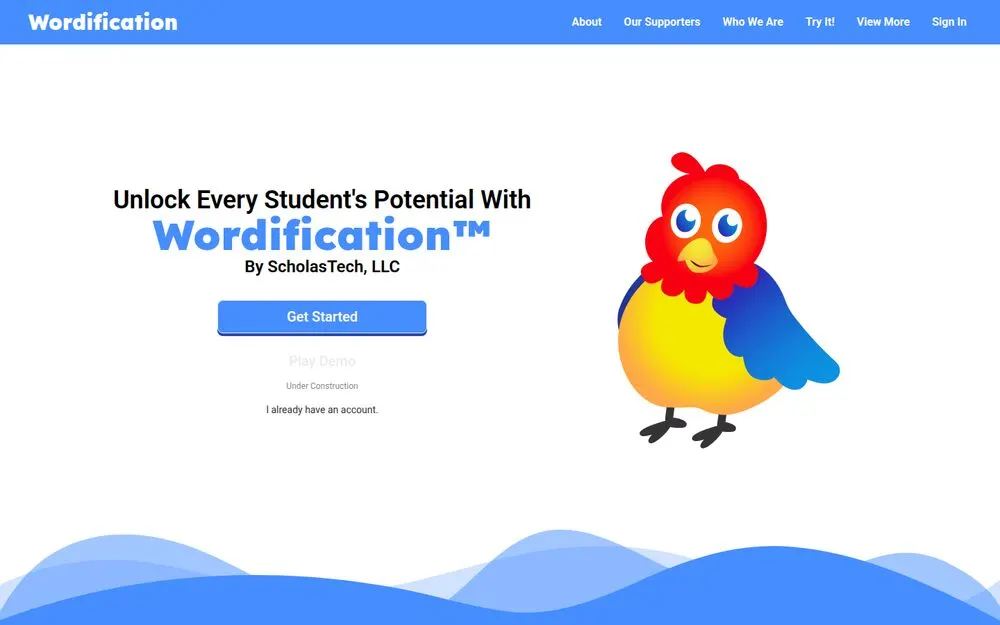 Wordification
About
Our Supporters
Who We Are
Try It!
View More
Sign In
Unlock Every Student's Potential With
Wordification™
By ScholasTech, LLC
Get Started
Play Demo
Under Construction
I already have an account.